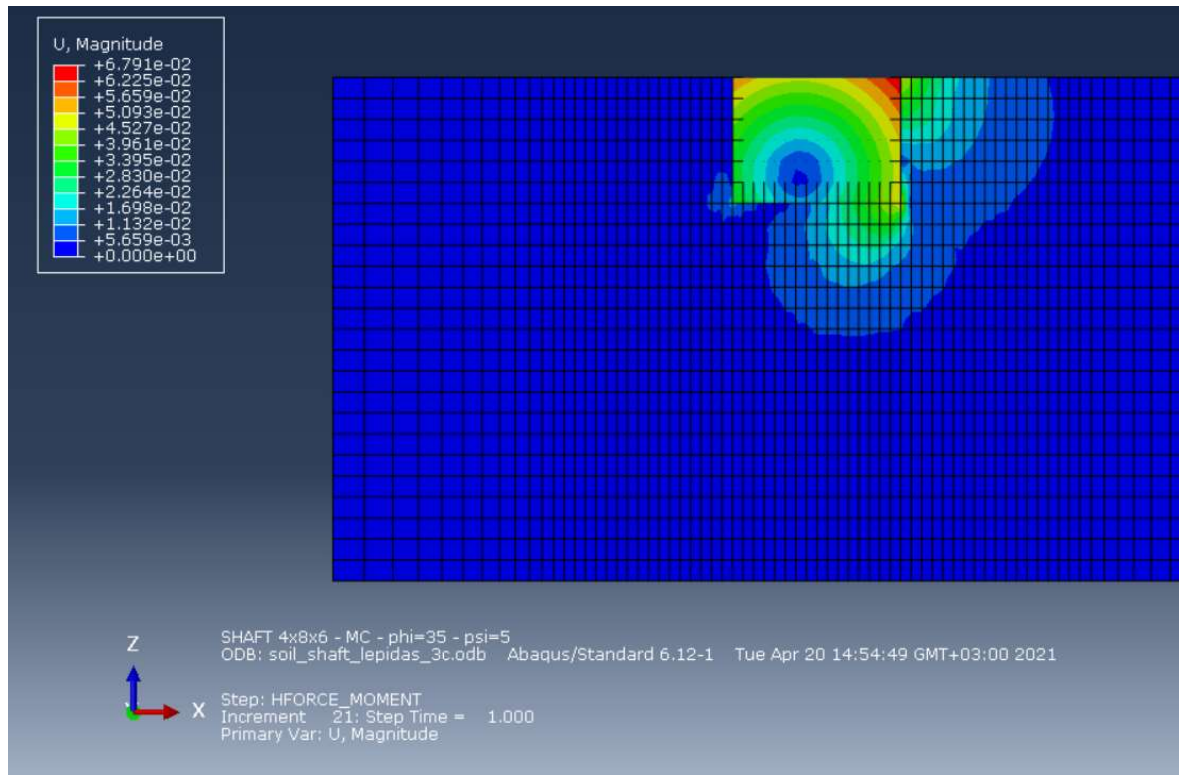 U, Magnitude
+6.791e-02
+6.225e-02
+5.659e-02
+5.093e-02
+4.527e-02
+3.961e-02
+3.395e-02
+2.830e-02
+2.264e-02
+1.698e-02
+1.132e-02
+5.659e-03
+0.000e+00
Z
X
SHAFT 4x8x6 - MC - phi=35 - psi=5
ODB: soil_shaft_lepidas_3c.odb Abaqus/Standard 6.12-1 Tue Apr 20 14:54:49 GMT+03:00 2021
Step: HFORCE_MOMENT
Increment 21: Step Time = 1.000
Primary Var: U, Magnitude